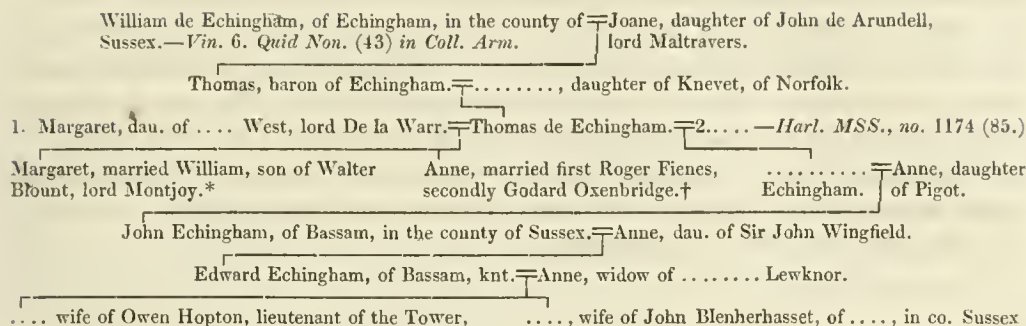 William de Echingham, of Echingham, in the county of Joane, daughter of John de Arundell,
Sussex.—Vin. 6. Quid Non. (43) in Coll. Arm. lord Maltravers.
Thomas, baron of Echingham. ........, daughter of Knevet, of Norfolk.
1. Margaret, dau. of .... West, lord De la Warr. Thomas de Echingham. 2.....—Harl. MSS., no. 1174 (85.)
Margaret, married William, son of Walter Anne, married first Roger Fienes, .......... Anne, daughter
Blount, lord Montjoy.* secondly Godard Oxenbridge.† Echingham. of Pigot.
John Echingham, of Bassam, in the county of Sussex. Anne, dau. of Sir John Wingfield.
Edward Echingham, of Bassam, knt. Anne, widow of ........ Lewknor.
.... wife of Owen Hopton, lieutenant of the Tower, ...., wife of John Blenherhasset, of ...., in co. Sussex